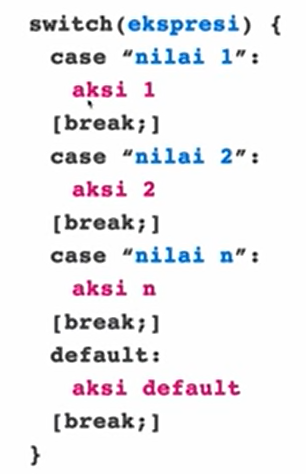 switch(ekspresi) {
case “nilai 1”:
aksi 1
[break;]
case “nilai 2”:
aksi 2
[break;]
case “nilai n”:
aksi n
[break;]
default:
aksi default
[break;]
}